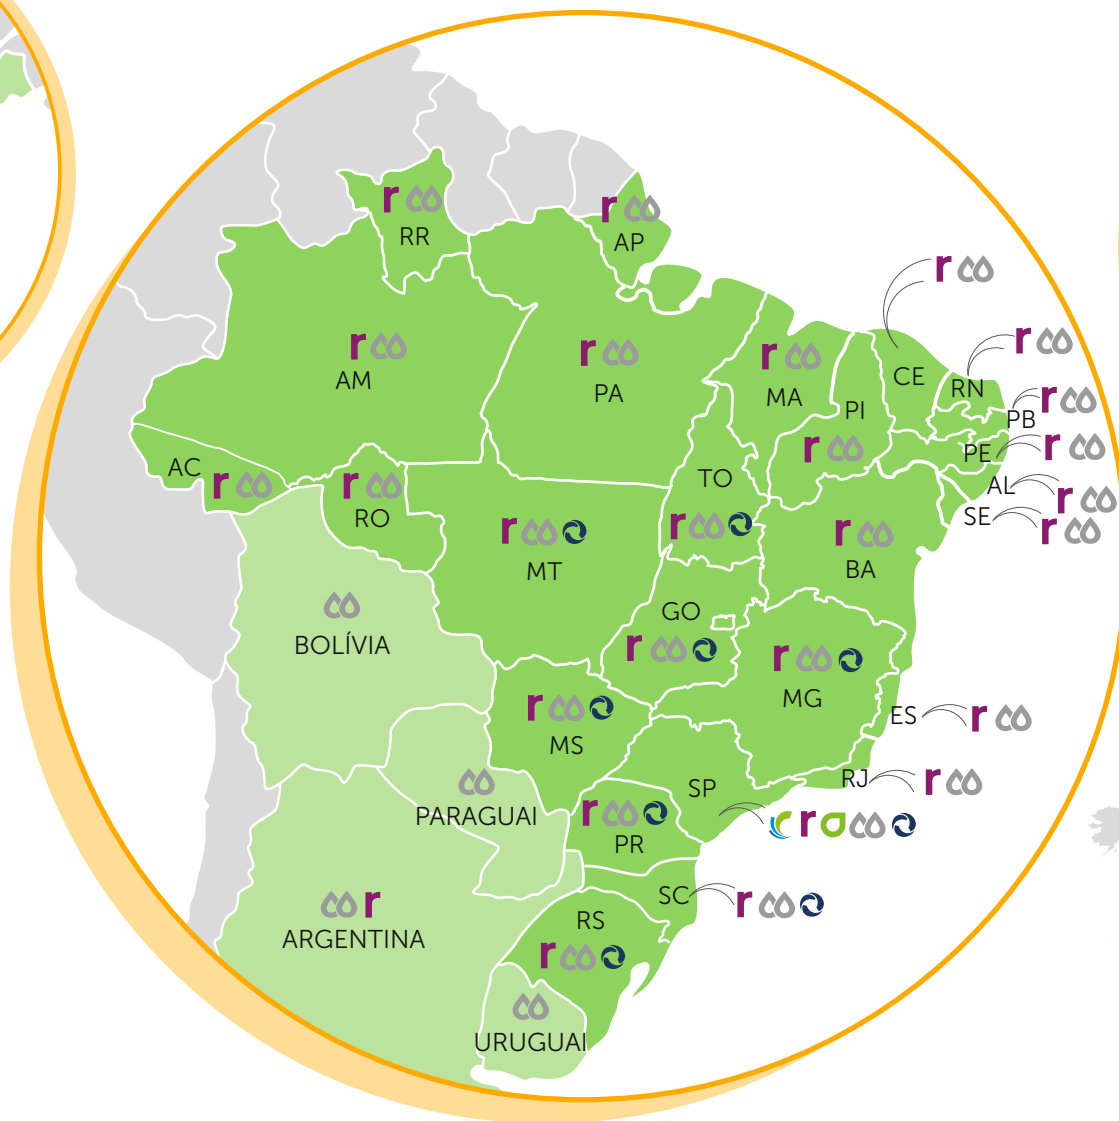 RR
AP
AM
PA
MA
CE
RN
PI
PB
PE
AC
TO
AL
RO
SE
MT
BA
GO
BOLÍVIA
MG
MS
ES
RJ
SP
PARAGUAI
PR
SC
RS
ARGENTINA
URUGUAI